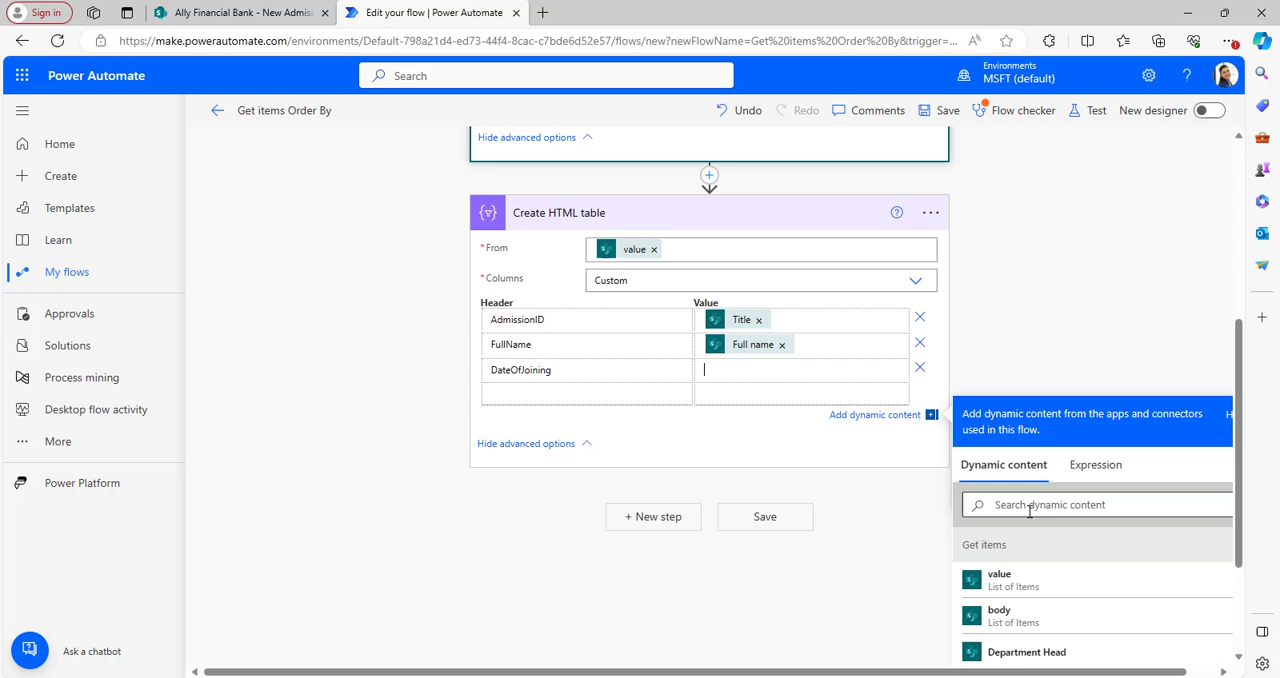 Sign in
Ally Financial Bank - New Admis
Edit your flow | Power Automate
https://make.powerautomate.com/environments/Default-798a21d4-ed73-44f4-8cac-c7bde6d52e57/flows/new?newFlowName=Get%20items%20Order%20By&trigger=...
Power Automate
Search
Environments
MSFT (default)
Get items Order By
Undo
Redo
Comments
Save
Flow checker
Test
New designer
Home
Create
Templates
Learn
My flows
Approvals
Solutions
Process mining
Desktop flow activity
More
Power Platform
Ask a chatbot
Hide advanced options
Create HTML table
* From
value
* Columns
Custom
Header
Value
AdmissionID
Title
FullName
Full name
DateOfJoining
Add dynamic content
Hide advanced options
+ New step
Save
Add dynamic content from the apps and connectors
used in this flow.
H
Dynamic content
Expression
Search dynamic content
Get items
value
List of Items
body
List of Items
Department Head